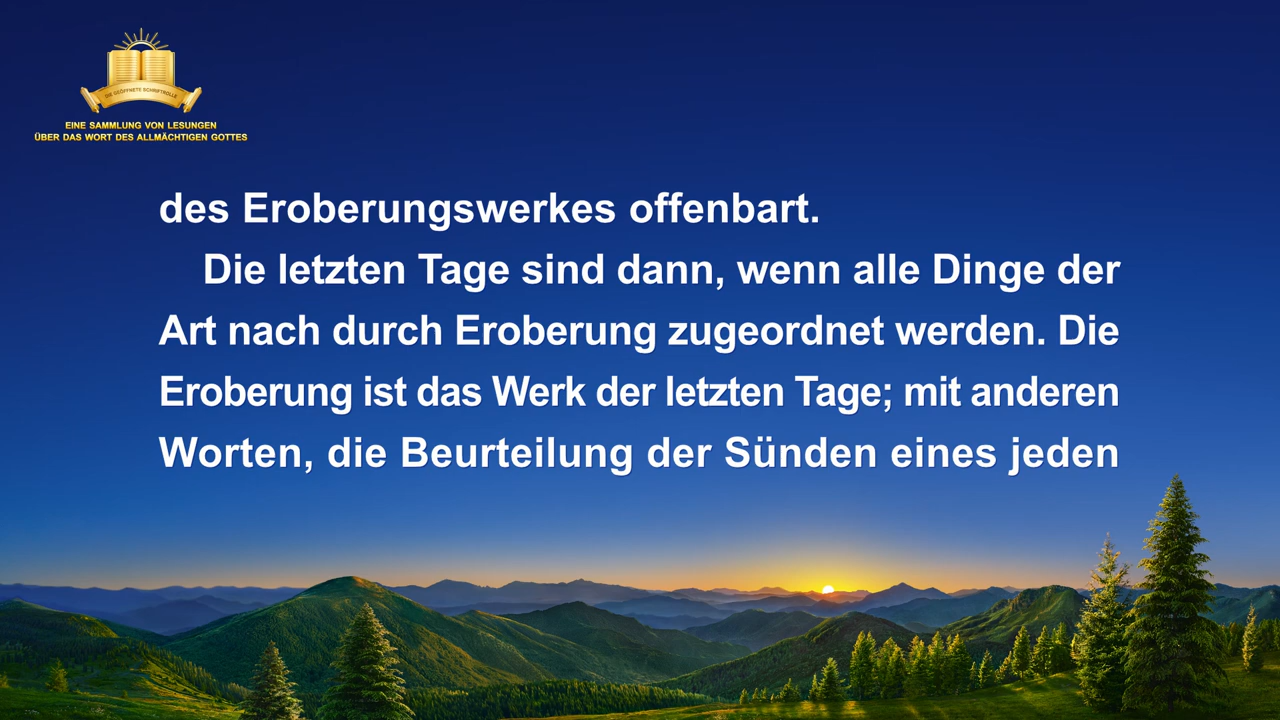 DIE GEÖFFNETE SCHRIFTROLLE
EINE SAMMLUNG VON LESUNGEN
ÜBER DAS WORT DES ALLMÄCHTIGEN GOTTES
des Eroberungswerkes offenbart.
Die letzten Tage sind dann, wenn alle Dinge der
Art nach durch Eroberung zugeordnet werden. Die
Eroberung ist das Werk der letzten Tage; mit anderen
Worten, die Beurteilung der Sünden eines jeden